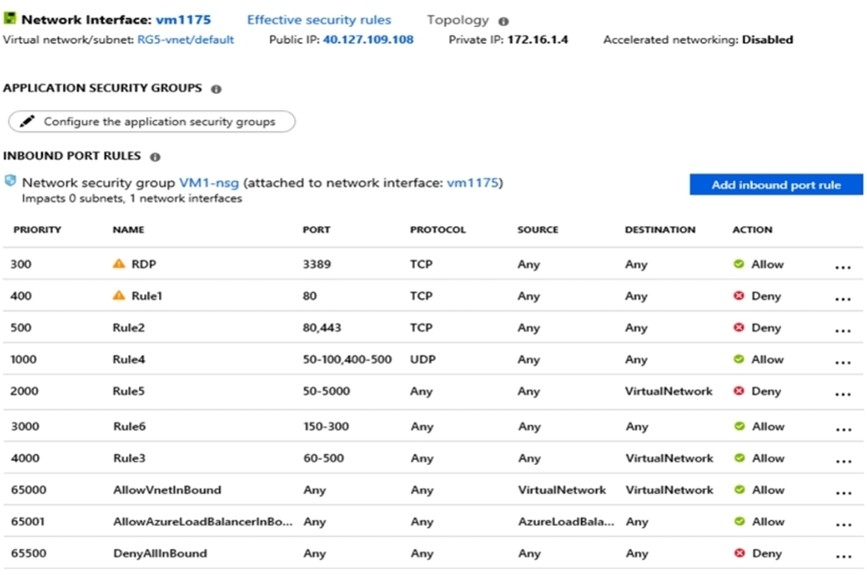 Network Interface: vm1175 Effective security rules Topology
Virtual network/subnet: RG5-vnet/default Public IP: 40.127.109.108 Private IP: 172.16.1.4 Accelerated networking: Disabled
APPLICATION SECURITY GROUPS
Configure the application security groups
INBOUND PORT RULES
Network security group VM1-nsg (attached to network interface: vm1175)
Add inbound port rule
Impacts 0 subnets, 1 network interfaces
PRIORITY NAME PORT PROTOCOL SOURCE DESTINATION ACTION
300 RDP 3389 TCP Any Any Allow ...
400 Rule1 80 TCP Any Any Deny ...
500 Rule2 80,443 TCP Any Any Deny ...
1000 Rule4 50-100,400-500 UDP Any Any Allow ...
2000 Rule5 50-5000 Any Any VirtualNetwork Deny ...
3000 Rule6 150-300 Any Any Any Allow ...
4000 Rule3 60-500 Any Any VirtualNetwork Allow ...
65000 AllowVnetInBound Any Any VirtualNetwork VirtualNetwork Allow ...
65001 AllowAzureLoadBalancerInBo... Any Any AzureLoadBala... Any Allow ...
65500 DenyAllInBound Any Any Any Any Deny ...